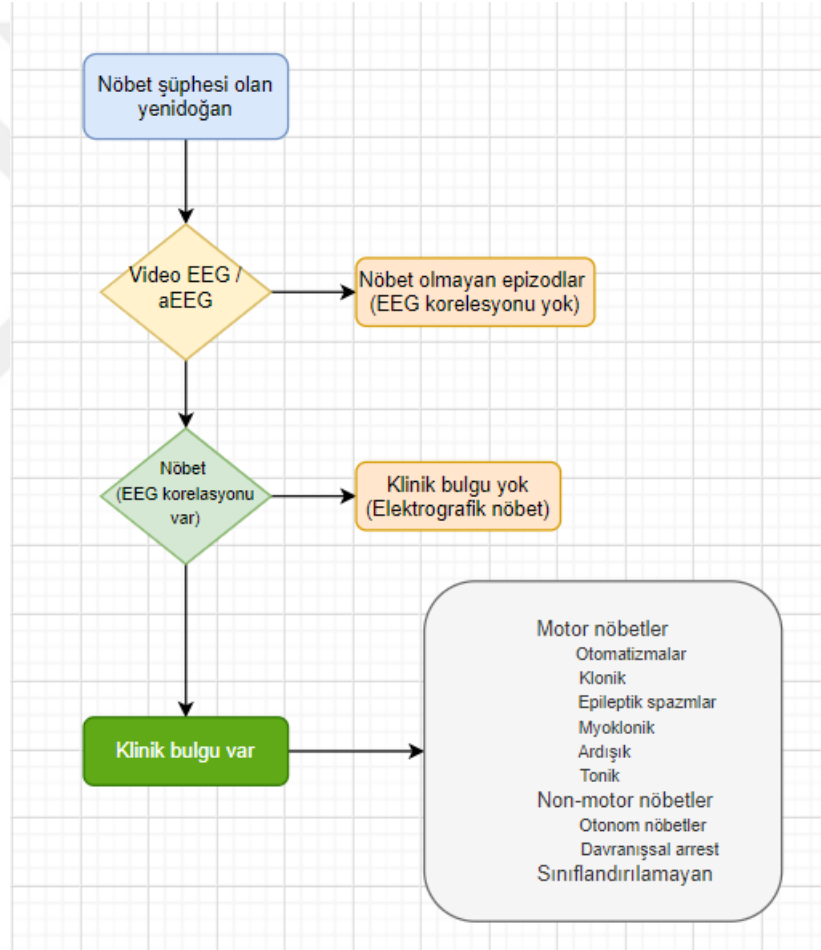 Nöbet şüphesi olan
yenidoğan
Video EEG /
aEEG
Nöbet olmayan epizodlar
(EEG korelesyonu yok)
Nöbet
(EEG korelasyonu
var)
Klinik bulgu yok
(Elektrografik nöbet)
Klinik bulgu var
Motor nöbetler
Otomatizmalar
Klonik
Epileptik spazmlar
Myoklonik
Ardışık
Tonik
Non-motor nöbetler
Otonom nöbetler
Davranışsal arrest
Sınıflandırılamayan